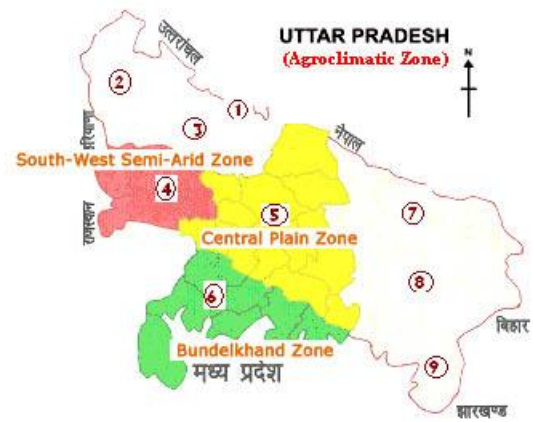 उत्तरांचल
UTTAR PRADESH
(Agroclimatic Zone)
N
2
1
3
हरियाणा
नेपाल
South-West Semi-Arid Zone
4
राजस्थान
5
7
Central Plain Zone
6
8
बिहार
Bundelkhand Zone
मध्य प्रदेश
9
झारखण्ड